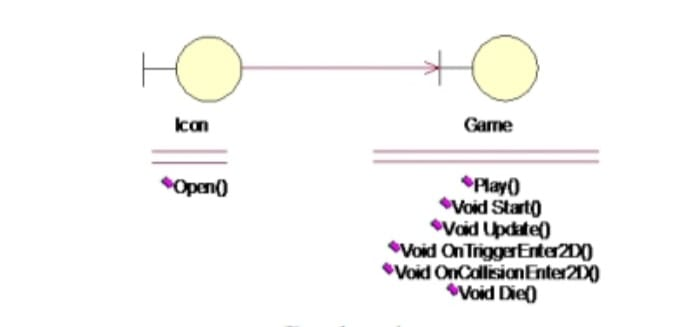 Icon
Game
Open()
Play()
Void Start()
Void Update()
Void OnTriggerEnter2D()
Void OnCollisionEnter2D()
Void Die()